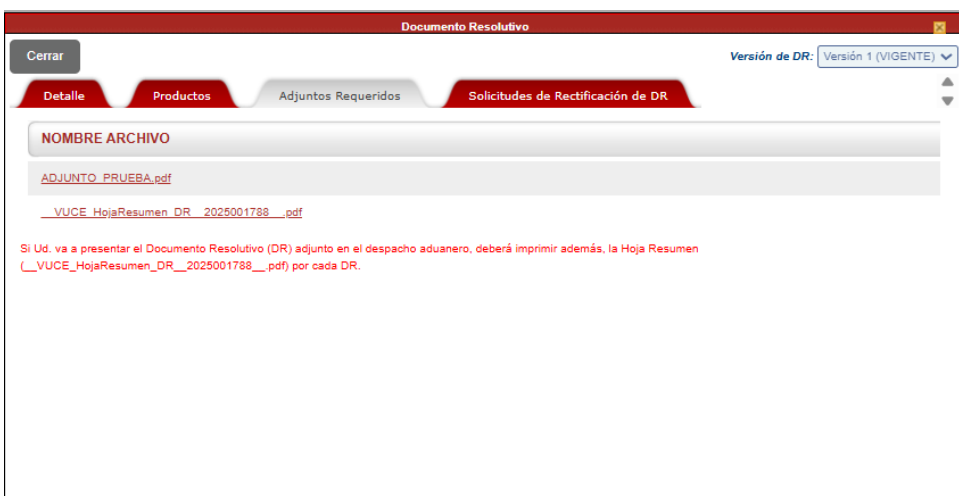 Documento Resolutivo
Cerrar
Versión de DR: Versión 1 (VIGENTE)
Detalle Productos Adjuntos Requeridos Solicitudes de Rectificación de DR
NOMBRE ARCHIVO
ADJUNTO_PRUEBA.pdf
__VUCE_HojaResumen_DR__2025001788__.pdf
Si Ud. va a presentar el Documento Resolutivo (DR) adjunto en el despacho aduanero, deberá imprimir además, la Hoja Resumen
(__VUCE_HojaResumen_DR__2025001788__.pdf) por cada DR.